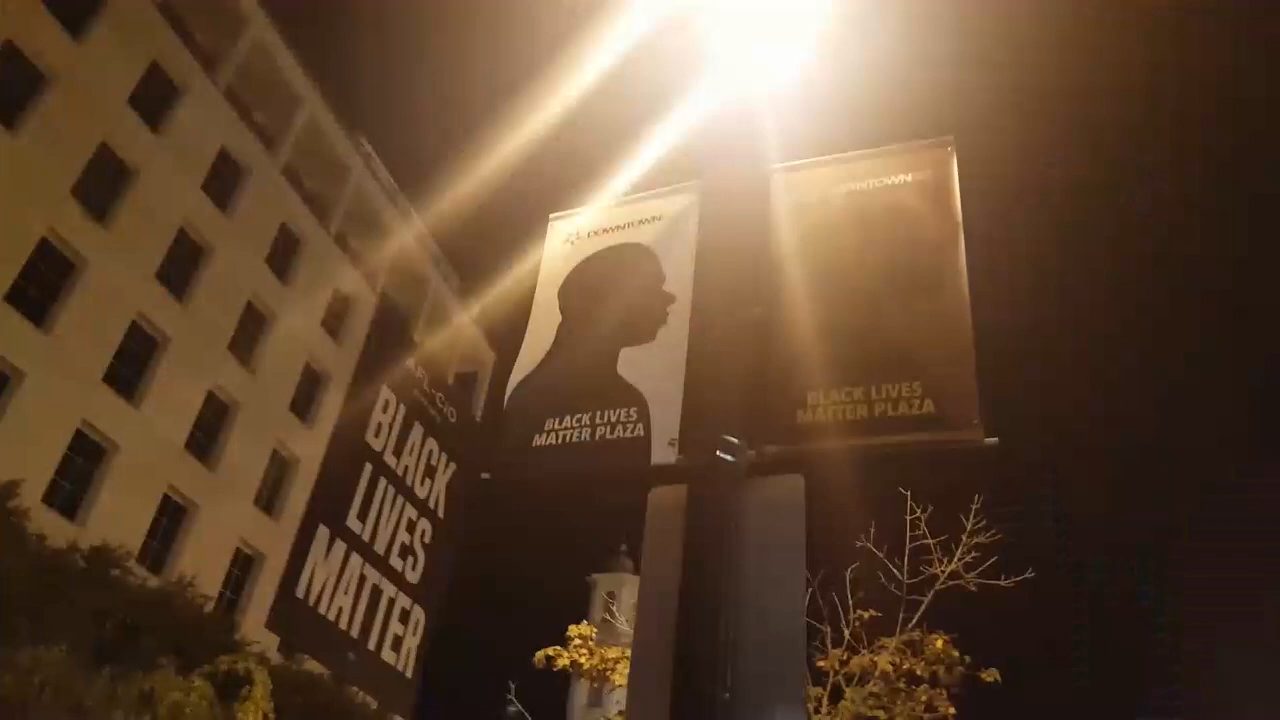 DOWNTOWN
BLACK LIVES
MATTER PLAZA
DOWNTOWN
BLACK LIVES
MATTER PLAZA
AFL-CIO
BLACK
LIVES
MATTER